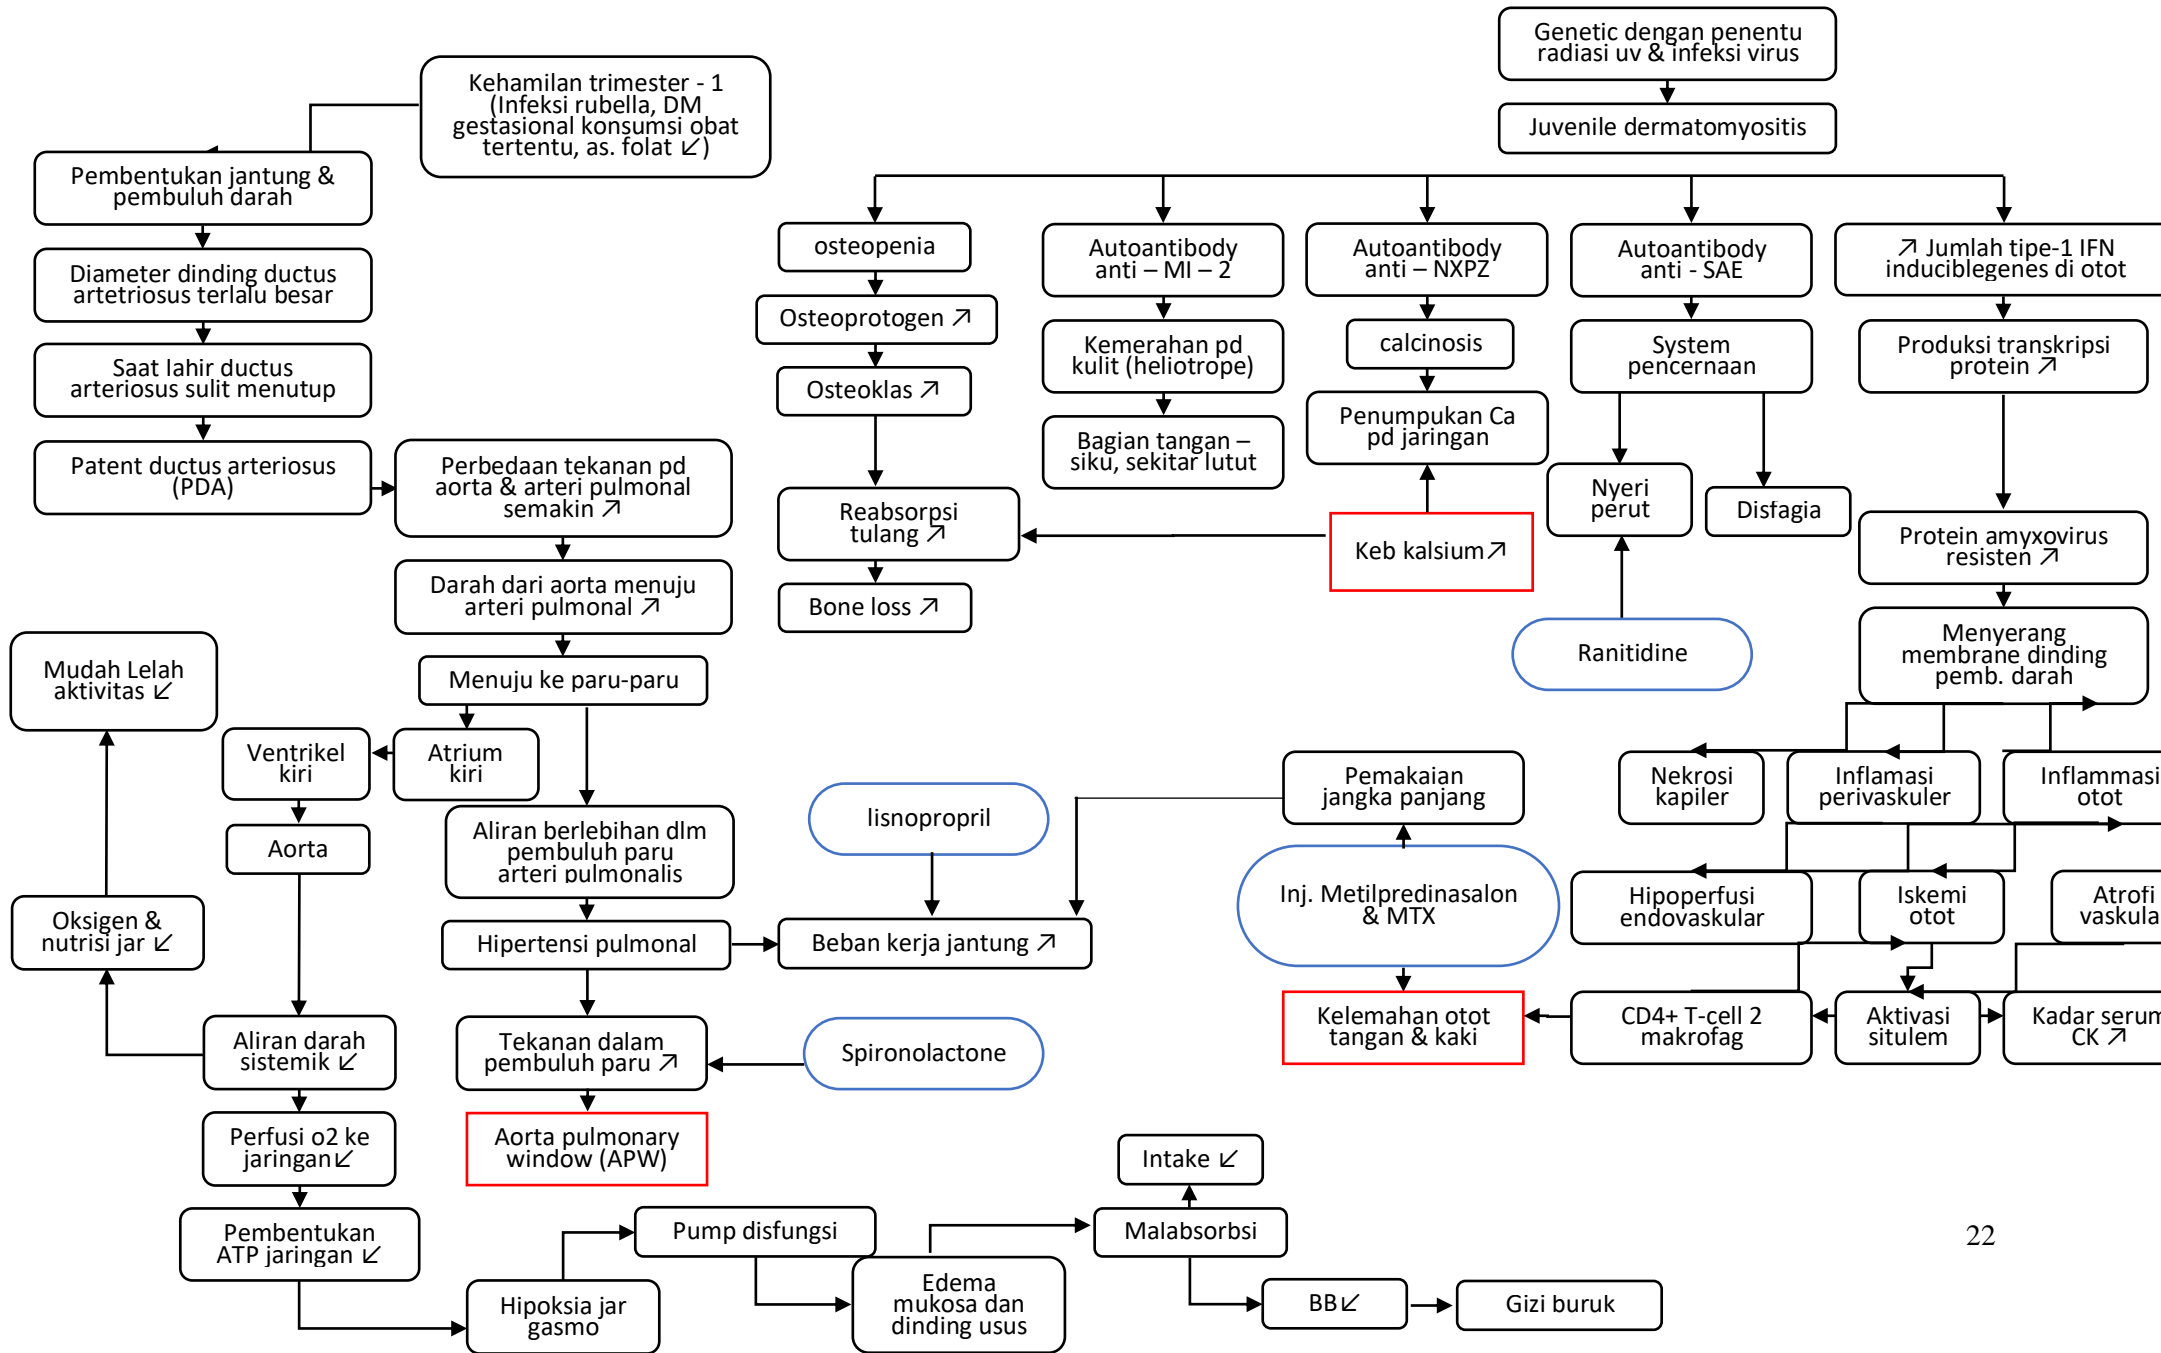 Genetic dengan penentu
radiasi uv & infeksi virus
Juvenile dermatomyositis
Kehamilan trimester - 1
(Infeksi rubella, DM
gestasional konsumsi obat
tertentu, as. folat ↙)
Pembentukan jantung &
pembuluh darah
Diameter dinding ductus
artetriosus terlalu besar
Saat lahir ductus
arteriosus sulit menutup
Patent ductus arteriosus
(PDA)
Perbedaan tekanan pd
aorta & arteri pulmonal
semakin ↗
Darah dari aorta menuju
arteri pulmonal ↗
Menuju ke paru-paru
Atrium
kiri
Ventrikel
kiri
Aorta
Mudah Lelah
aktivitas ↙
Oksigen &
nutrisi jar ↙
Aliran darah
sistemik ↙
Perfusi o2 ke
jaringan↙
Pembentukan
ATP jaringan ↙
Aliran berlebihan dlm
pembuluh paru
arteri pulmonalis
Hipertensi pulmonal
Tekanan dalam
pembuluh paru ↗
Aorta pulmonary
window (APW)
lisnopropril
Beban kerja jantung ↗
Spironolactone
osteopenia
Osteoprotogen ↗
Osteoklas ↗
Reabsorpsi
tulang ↗
Bone loss ↗
Autoantibody
anti – MI – 2
Kemerahan pd
kulit (heliotrope)
Bagian tangan –
siku, sekitar lutut
Autoantibody
anti – NXPZ
calcinosis
Penumpukan Ca
pd jaringan
Keb kalsium↗
Autoantibody
anti - SAE
System
pencernaan
Nyeri
perut
Disfagia
Ranitidine
↗ Jumlah tipe-1 IFN
induciblegenes di otot
Produksi transkripsi
protein ↗
Protein amyxovirus
resisten ↗
Menyerang
membrane dinding
pemb. darah
Nekrosi
kapiler
Inflamasi
perivaskuler
Inflammasi
otot
Hipoperfusi
endovaskular
Iskemi
otot
Atrofi
vaskula
Pemakaian
jangka panjang
Inj. Metilpredinasalon
& MTX
Kelemahan otot
tangan & kaki
CD4+ T-cell 2
makrofag
Aktivasi
situlem
Kadar serum
CK ↗
Hipoksia jar
gasmo
Pump disfungsi
Edema
mukosa dan
dinding usus
Malabsorbsi
Intake ↙
BB↙
Gizi buruk
22